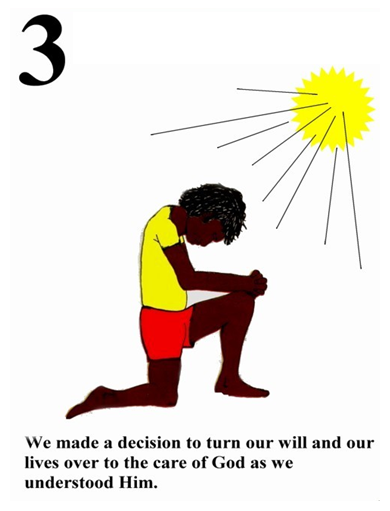 3
We made a decision to turn our will and our
lives over to the care of God as we
understood Him.